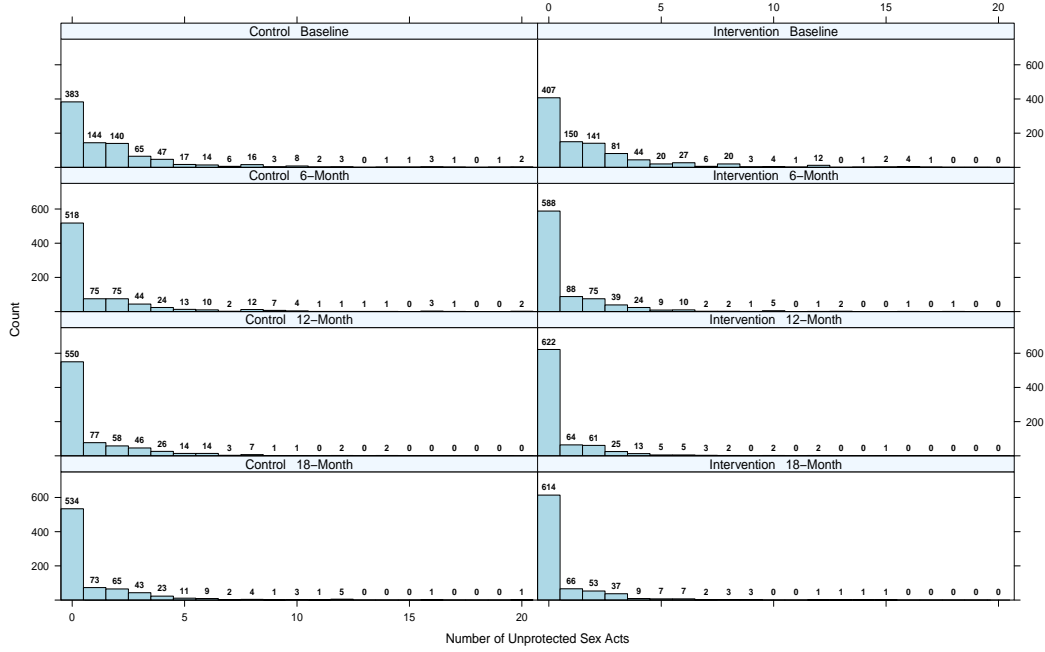 0 5 10 15 20
Control Baseline Intervention Baseline
600
400
200
383 144 140 65 47 17 14 6 16 3 8 2 3 0 1 1 3 1 0 1 2
407 150 141 81 44 20 27 6 20 3 4 1 12 0 1 2 4 1 0 0 0
Control 6–Month Intervention 6–Month
600
400
200
518 75 75 44 24 13 10 2 12 7 4 1 1 1 1 0 3 1 0 0 2
588 88 75 39 24 9 10 2 2 1 5 0 1 2 0 0 1 0 1 0 0
Control 12–Month Intervention 12–Month
600
400
200
550 77 58 46 26 14 14 3 7 1 1 0 2 0 2 0 0 0 0 0 0
622 64 61 25 13 5 5 3 2 0 2 0 2 0 0 1 0 0 0 0 0
Control 18–Month Intervention 18–Month
600
400
200
534 73 65 43 23 11 9 2 4 1 3 1 5 0 0 0 1 0 0 0 1
614 66 53 37 9 7 7 2 3 3 0 0 1 1 1 1 0 0 0 0 0
0 5 10 15 20
Count
Number of Unprotected Sex Acts